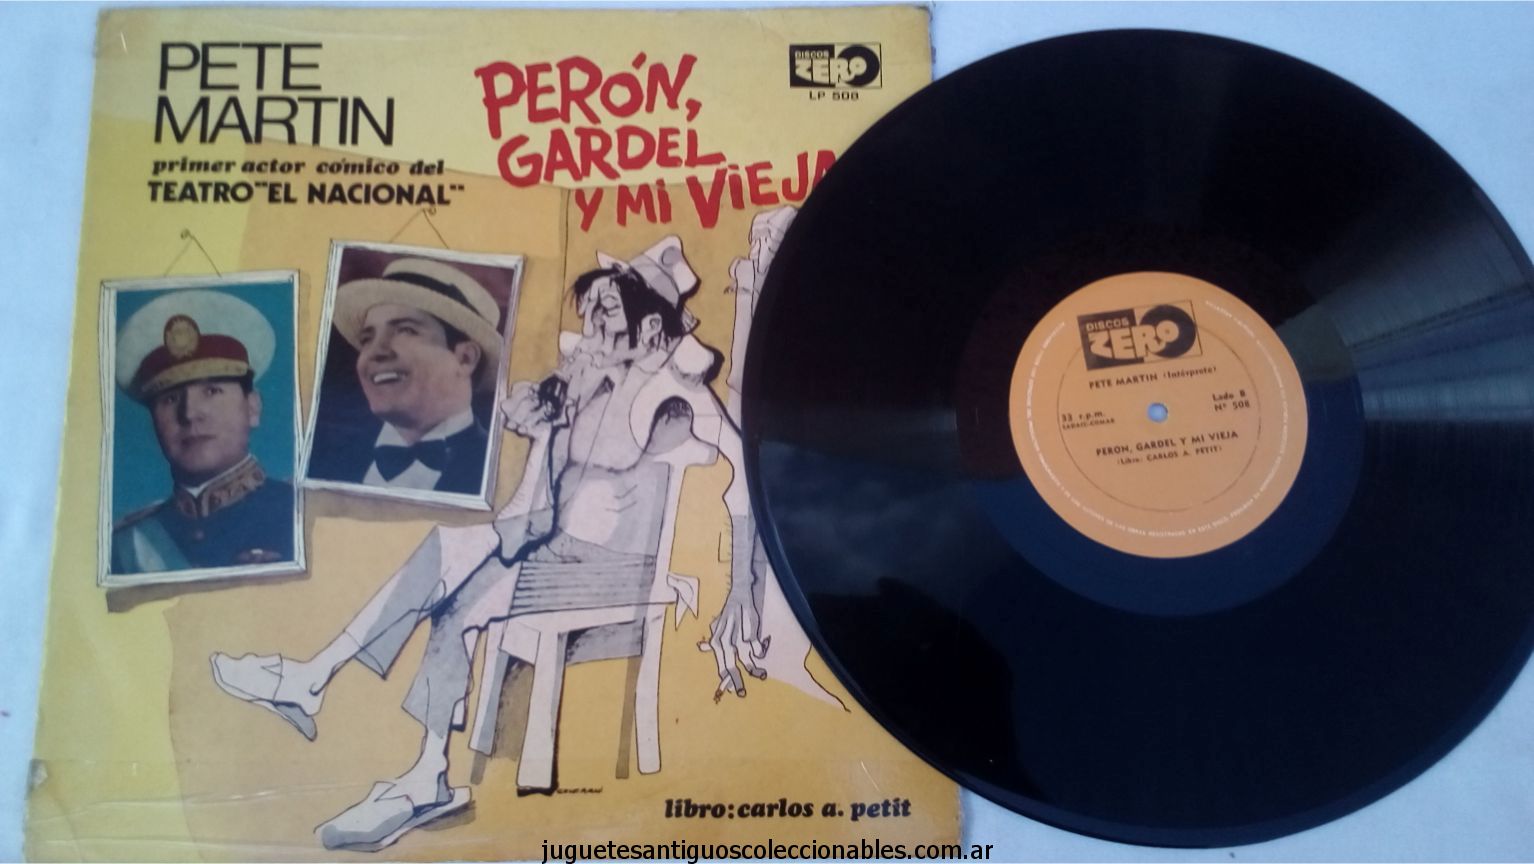 PETE
MARTIN
primer actor cómico del
TEATRO "EL NACIONAL"
PERÓN,
GARDEL
Y MI VIEJA
DISCOS
ZERO
LP 508
libro: carlos a. petit
DISCOS
ZERO
PETE MARTIN (Intérprete)
33 r.p.m.
SADAIC-COMAR
Lado B
Nº 508
PERON, GARDEL Y MI VIEJA
(Libro: CARLOS A. PETIT)
juguetesantiguoscoleccionables.com.ar